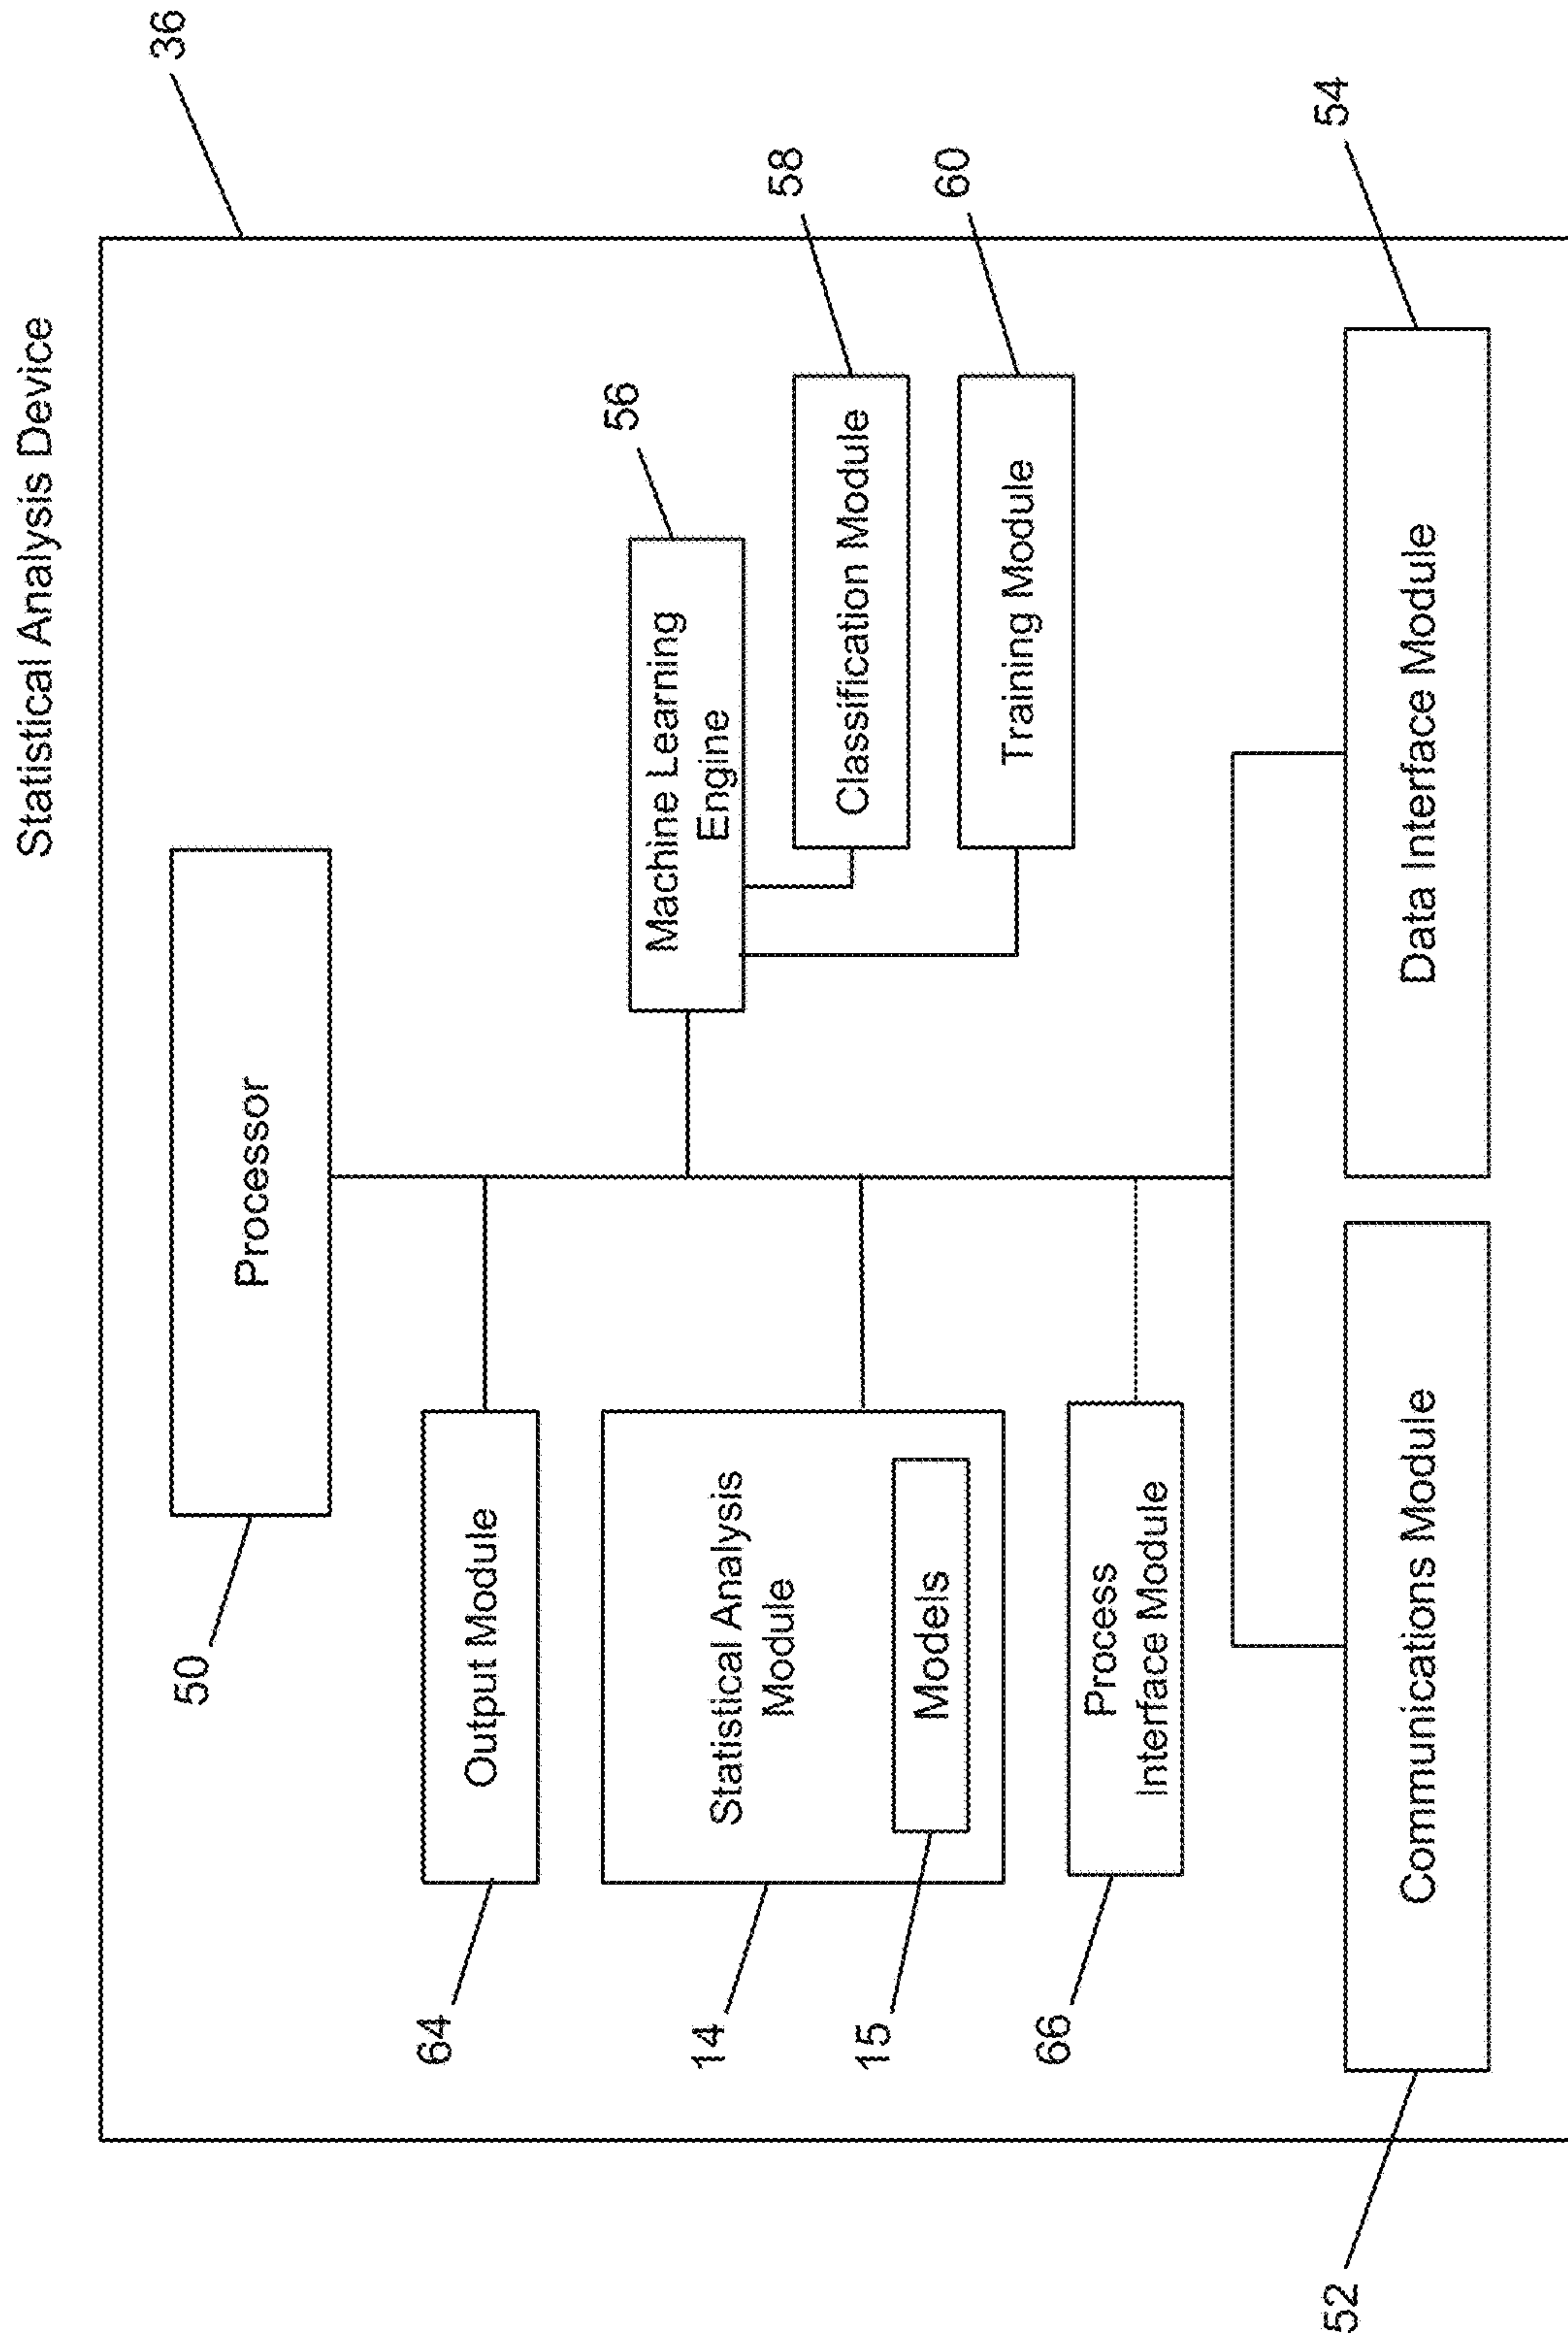 Statistical Analysis Device
36
Processor
50
Output Module
64
Machine Learning
Engine
56
Statistical Analysis
Module
14
Models
15
Classification Module
58
Training Module
60
Process
Interface Module
66
Communications Module
52
Data Interface Module
54